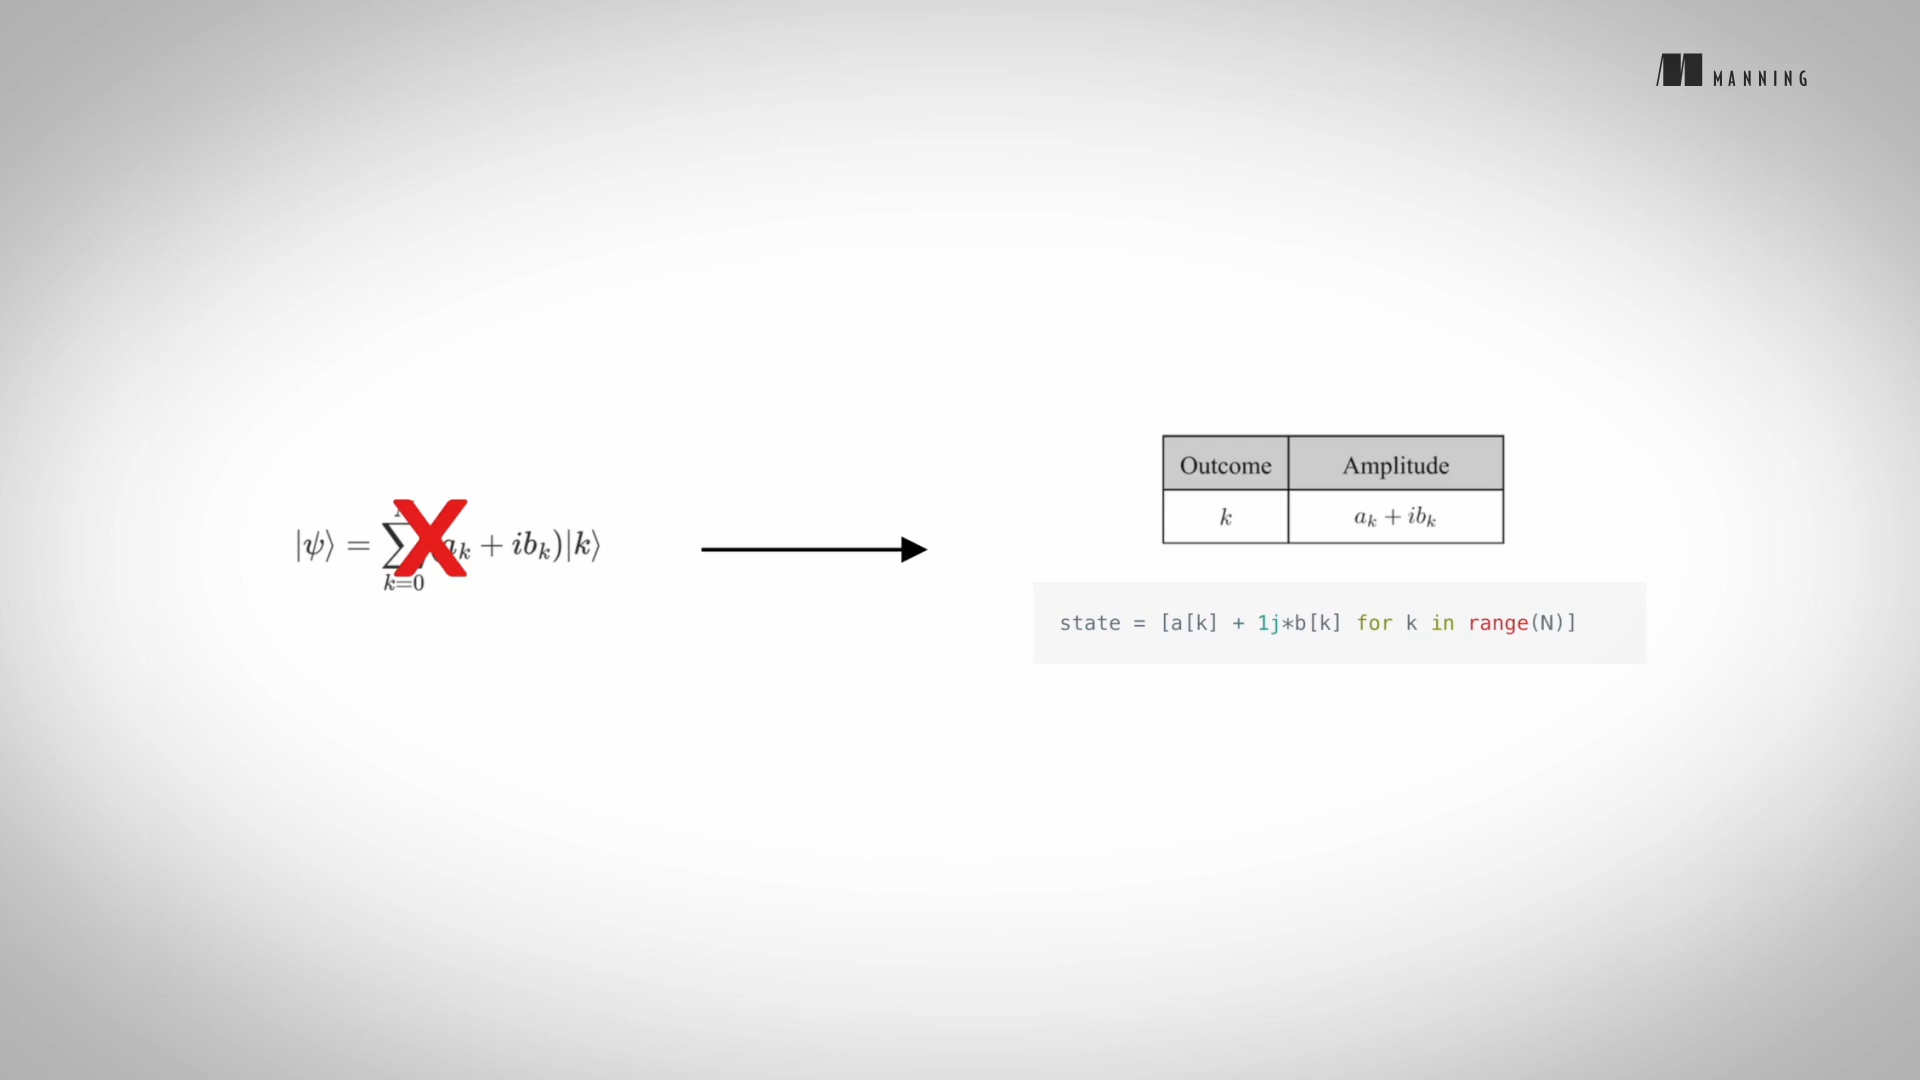 MANNING
|ψ⟩ = ∑ k=0 a_k + ib_k)|k⟩
Outcome Amplitude
k a_k + ib_k
state = [a[k] + 1j*b[k] for k in range(N)]